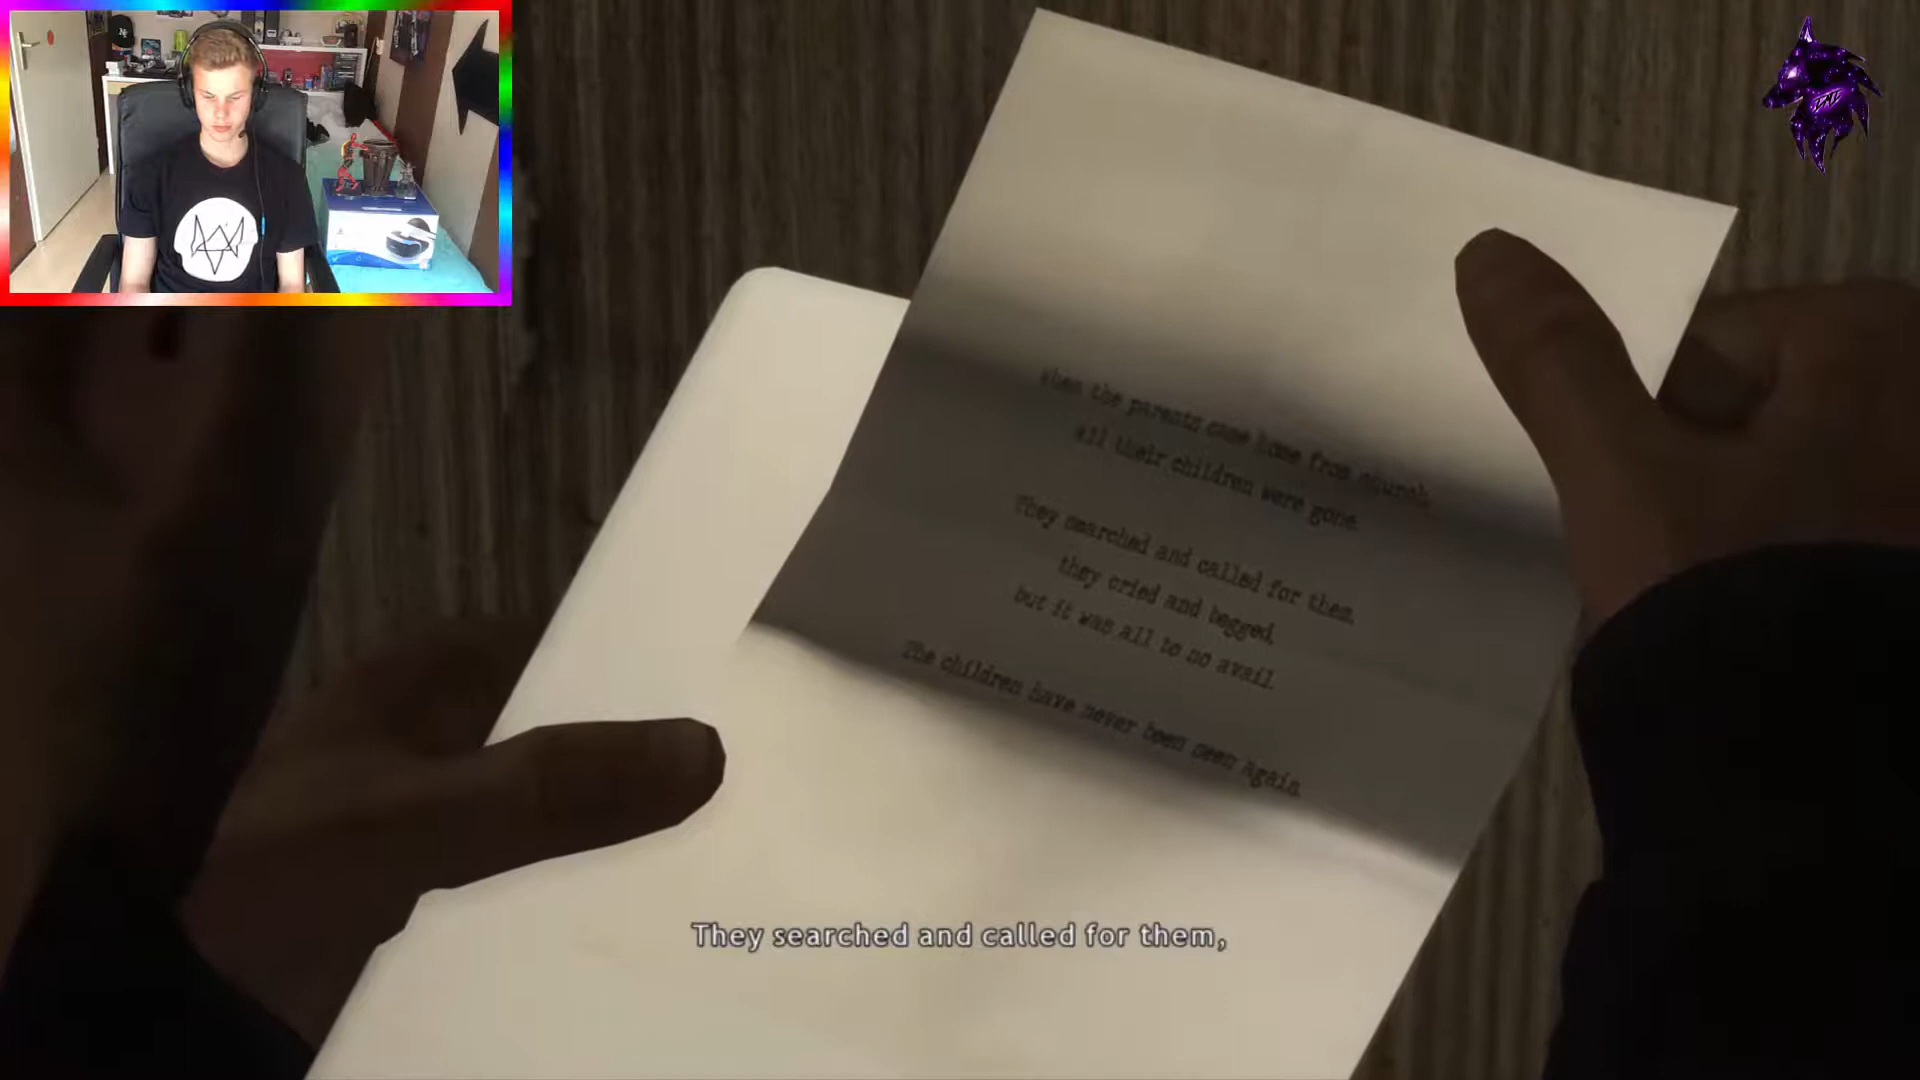 When the parents came home from church,
all their children were gone.
They searched and called for them,
they cried and begged,
but it was all to no avail.
The children have never been seen again.
They searched and called for them,